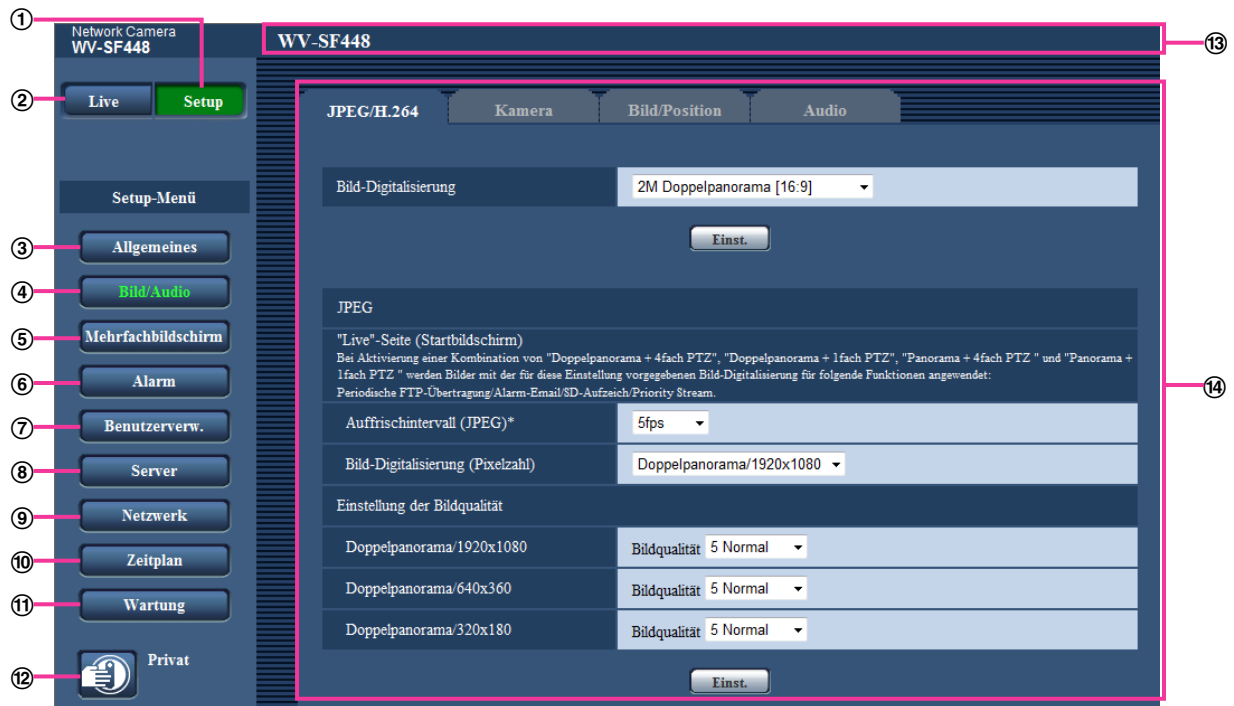 ①
Network Camera
WV-SF448
WV-SF448
⑬
②
Live
Setup
JPEG/H.264
Kamera
Bild/Position
Audio
Bild-Digitalisierung
2M Doppelpanorama [16:9]
Einst.
Setup-Menü
③
Allgemeines
④
Bild/Audio
⑤
Mehrfachbildschirm
⑥
Alarm
⑦
Benutzerverw.
⑧
Server
⑨
Netzwerk
⑩
Zeitplan
⑪
Wartung
⑫
Privat
JPEG
"Live"-Seite (Startbildschirm)
Bei Aktivierung einer Kombination von "Doppelpanorama + 4fach PTZ", "Doppelpanorama + 1fach PTZ", "Panorama + 4fach PTZ " und "Panorama +
1fach PTZ " werden Bilder mit der für diese Einstellung vorgegebenen Bild-Digitalisierung für folgende Funktionen angewendet:
Periodische FTP-Übertragung/Alarm-Email/SD-Aufzeich/Priority Stream.
⑭
Auffrischintervall (JPEG)*
5fps
Bild-Digitalisierung (Pixelzahl)
Doppelpanorama/1920x1080
Einstellung der Bildqualität
Doppelpanorama/1920x1080
Bildqualität 5 Normal
Doppelpanorama/640x360
Bildqualität 5 Normal
Doppelpanorama/320x180
Bildqualität 5 Normal
Einst.